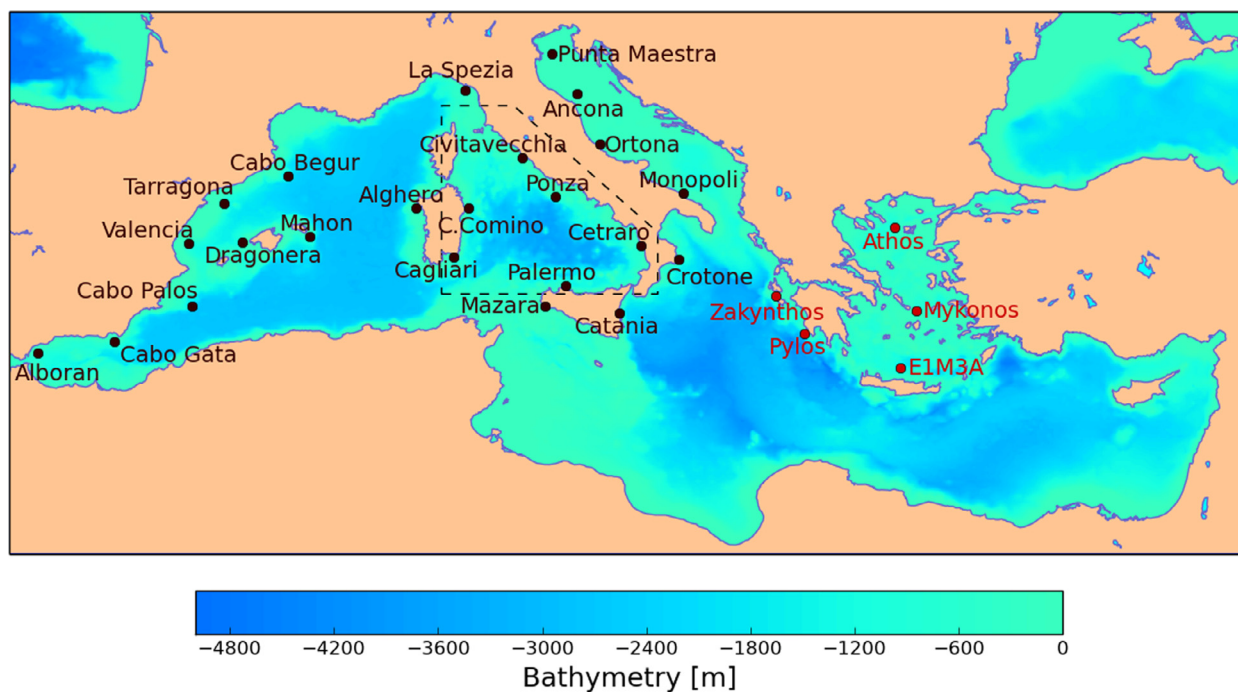 Punta Maestra
La Spezia
Ancona
Civitavecchia
Ortona
Cabo Begur
Tarragona
Alghero
Ponza
Monopoli
Valencia
Mahon
C.Comino
Cetraro
Athos
Dragonera
Cagliari
Palermo
Crotone
Cabo Palos
Mazara
Catania
Zakynthos
Mykonos
Cabo Gata
Pylos
Alboran
E1M3A
−4800 −4200 −3600 −3000 −2400 −1800 −1200 −600 0
Bathymetry [m]